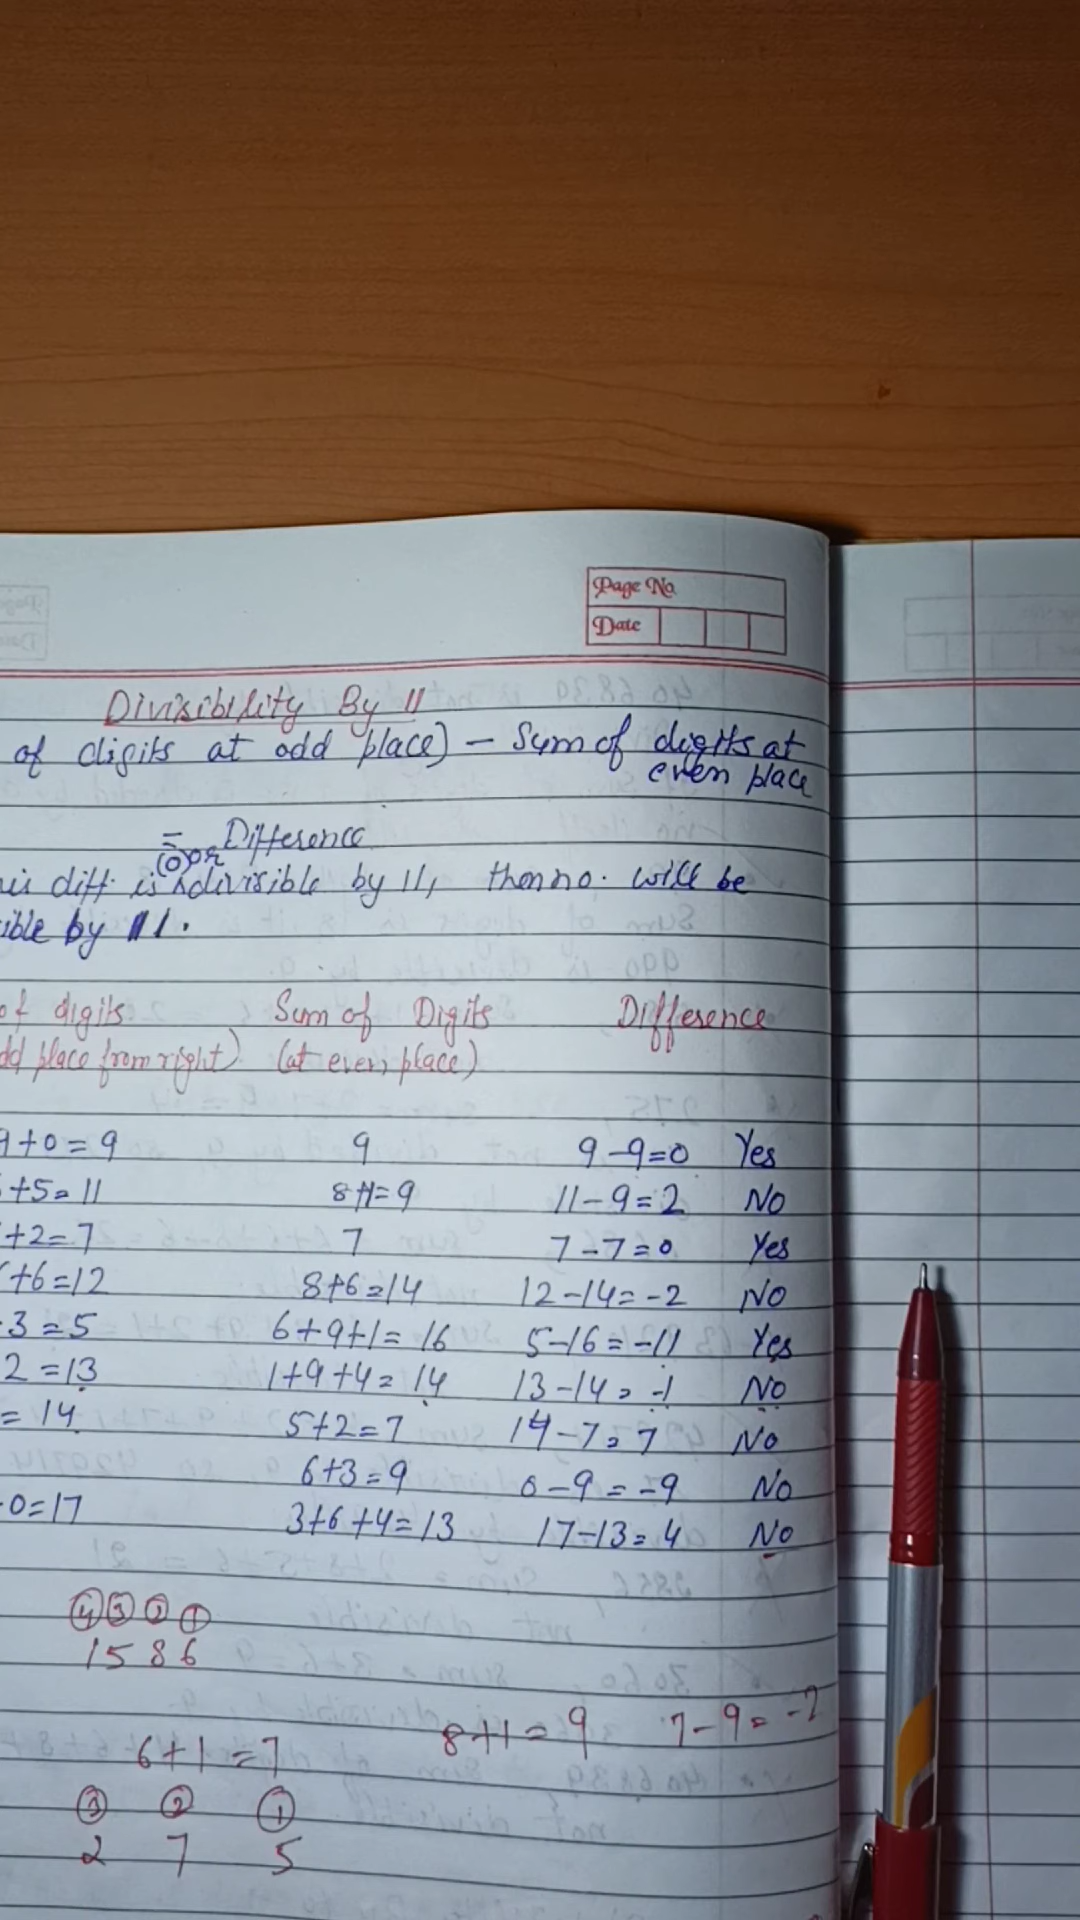 Page No.
Date
Divisibility By 11
of digits at odd place) - Sum of digits at
even place
= Difference
(0) or
is diff. is divisible by 11, then no. will be
ible by 11.
of digits Sum of Digits Difference
dd place from right) (at even place)
9+0=9 9 9-9=0 Yes
+5=11 8+1=9 11-9=2 No
+2=7 7 7-7=0 Yes
+6=12 8+6=14 12-14=-2 No
3=5 6+9+1=16 5-16=-11 Yes
2=13 1+9+4=14 13-14=-1 No
=14 5+2=7 14-7=7 No
6+3=9 0-9=-9 No
0=17 3+6+4=13 17-13=4 No
4 3 2 1
1586
6+1=7 8+1=9 7-9=-2
3 2 1
2 7 5